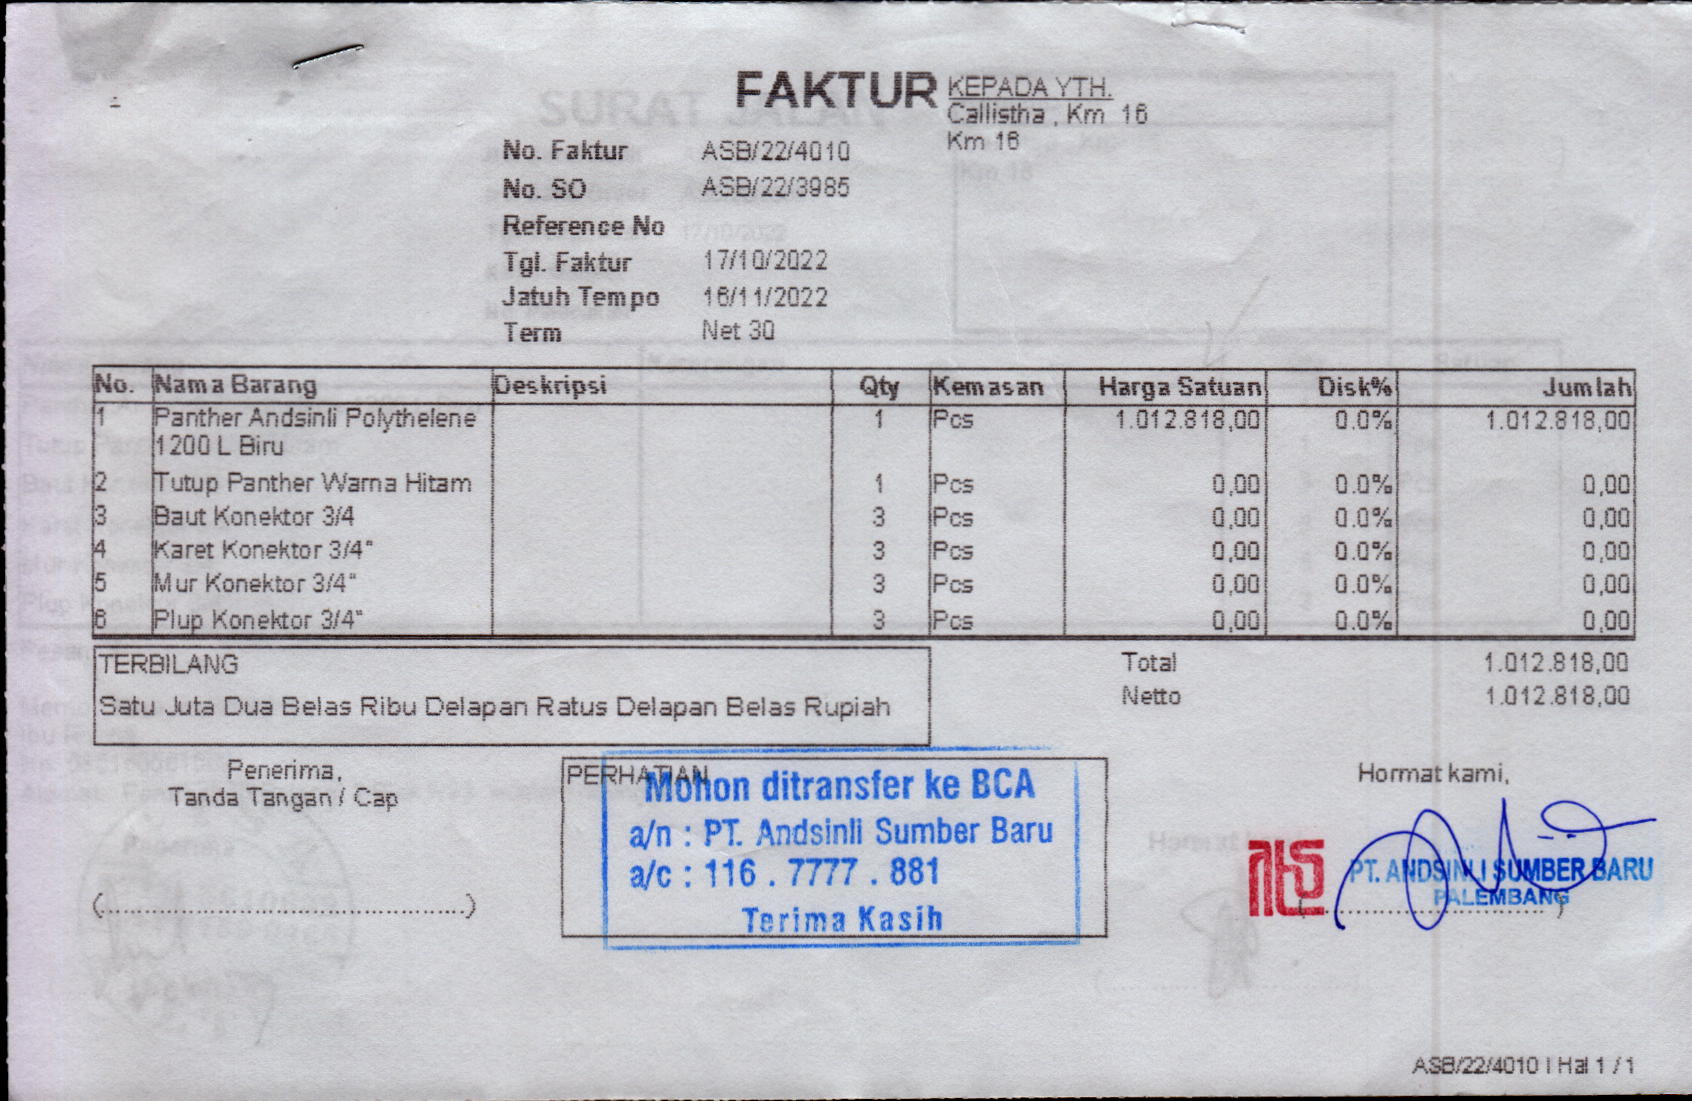 FAKTUR
KEPADA YTH.
Callistha , Km 16
Km 16
No. Faktur ASB/22/4010
No. SO ASB/22/3985
Reference No
Tgl. Faktur 17/10/2022
Jatuh Tempo 16/11/2022
Term Net 30
No. Nama Barang Deskripsi Qty Kemasan Harga Satuan Disk% Jumlah
1 Panther Andsinli Polythelene 1 Pcs 1.012.818,00 0.0% 1.012.818,00
1200 L Biru
2 Tutup Panther Warna Hitam 1 Pcs 0,00 0.0% 0,00
3 Baut Konektor 3/4 3 Pcs 0,00 0.0% 0,00
4 Karet Konektor 3/4" 3 Pcs 0,00 0.0% 0,00
5 Mur Konektor 3/4" 3 Pcs 0,00 0.0% 0,00
6 Plup Konektor 3/4" 3 Pcs 0,00 0.0% 0,00
TERBILANG
Satu Juta Dua Belas Ribu Delapan Ratus Delapan Belas Rupiah
Total 1.012.818,00
Netto 1.012.818,00
Penerima,
Tanda Tangan / Cap
(..........................................)
PERHATIAN
Mohon ditransfer ke BCA
a/n : PT. Andsinli Sumber Baru
a/c : 116 . 7777 . 881
Terima Kasih
Hormat kami,
PT. ANDSINLI SUMBER BARU
PALEMBANG
ASB/22/4010 | Hal 1 / 1